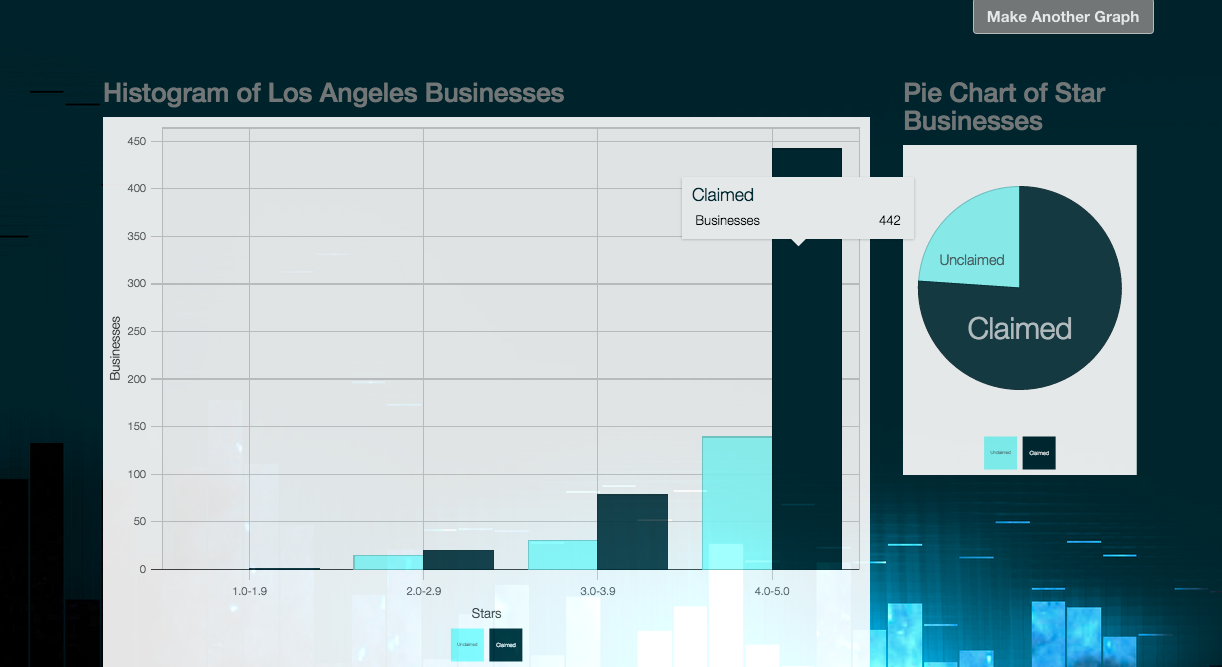 Make Another Graph
Histogram of Los Angeles Businesses
Pie Chart of Star
Businesses
450
400
350
300
250
200
150
100
50
0
Businesses
Claimed
Businesses 442
1.0-1.9 2.0-2.9 3.0-3.9 4.0-5.0
Stars
Unclaimed Claimed
Unclaimed
Claimed
Unclaimed Claimed